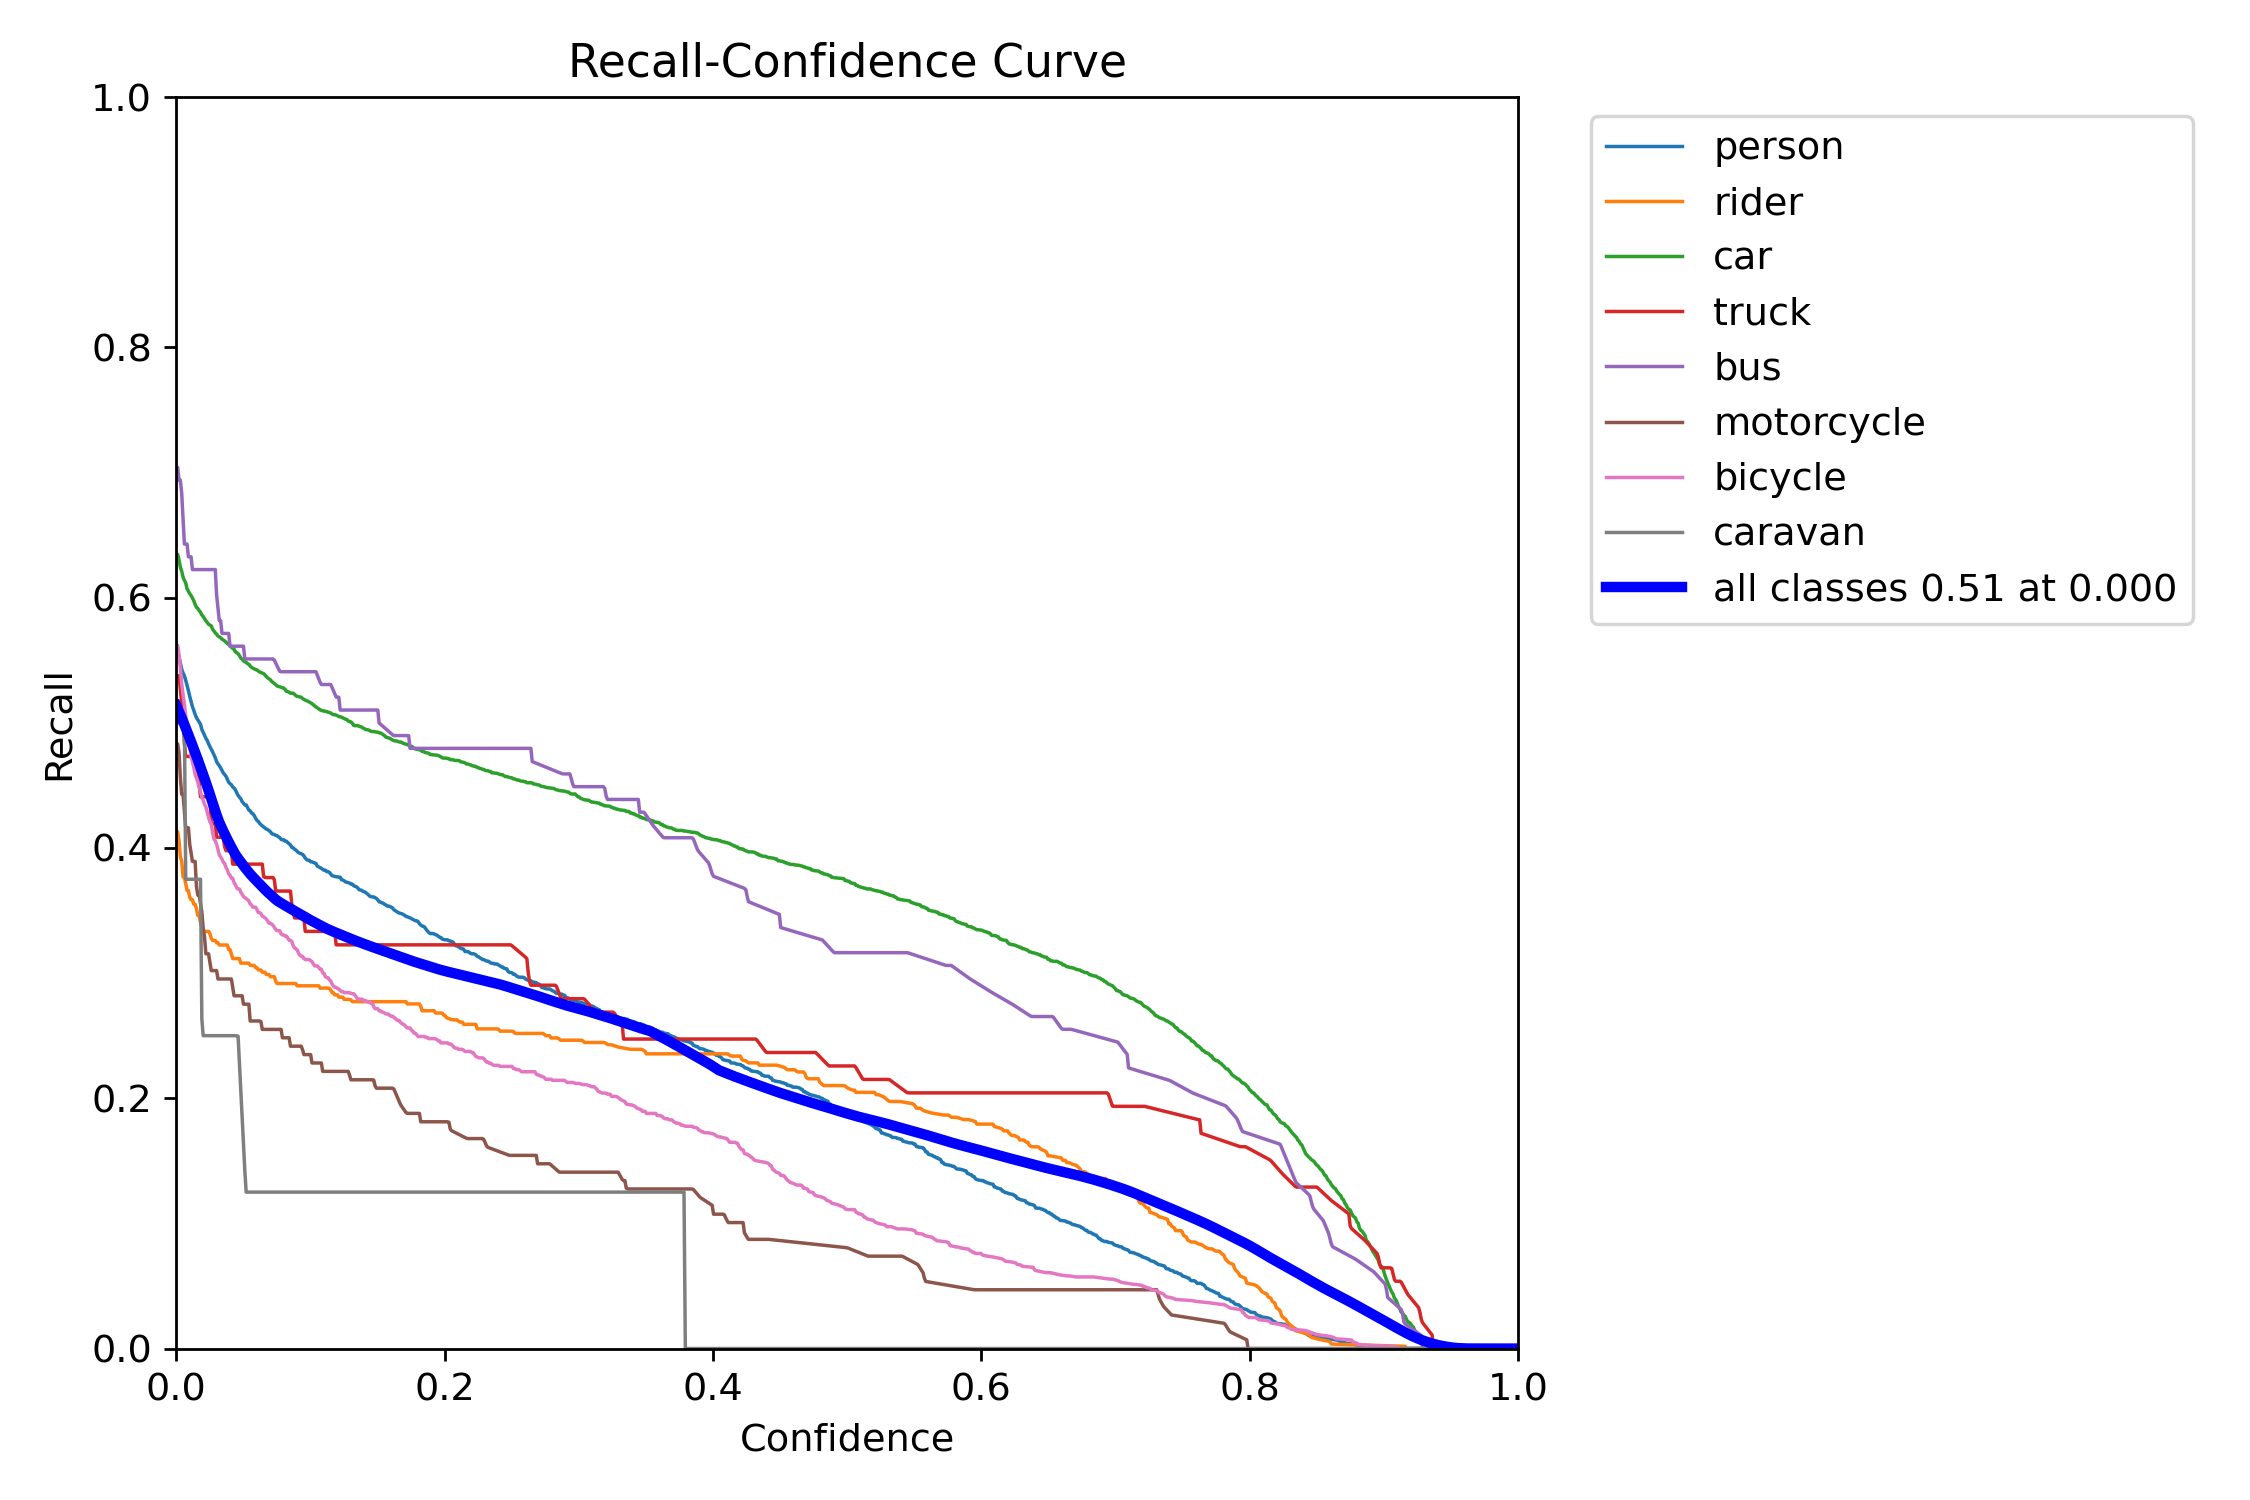 Recall-Confidence Curve
1.0
0.8
0.6
0.4
0.2
0.0
Recall
0.0 0.2 0.4 0.6 0.8 1.0
Confidence
person
rider
car
truck
bus
motorcycle
bicycle
caravan
all classes 0.51 at 0.000